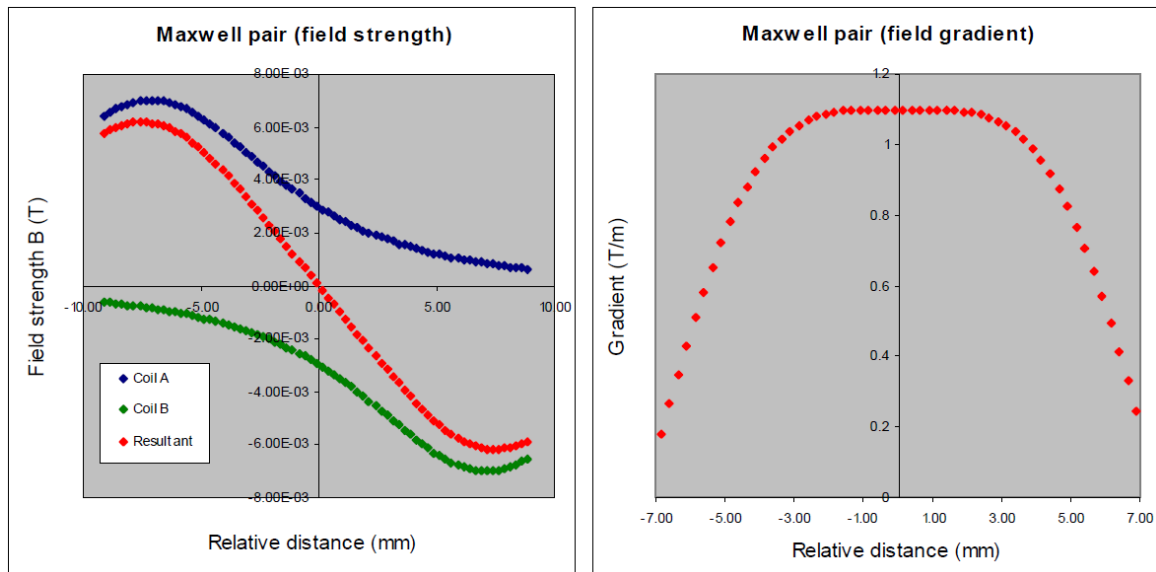 Maxwell pair (field strength)
8.00E-03
6.00E-03
4.00E-03
2.00E-03
0.00E+00
-10.00 -5.00 0.00 5.00 10.00
-2.00E-03
-4.00E-03
-6.00E-03
-8.00E-03
Field strength B (T)
Coil A
Coil B
Resultant
Relative distance (mm)
Maxwell pair (field gradient)
1.2
1
0.8
0.6
0.4
0.2
0
-7.00 -5.00 -3.00 -1.00 1.00 3.00 5.00 7.00
Gradient (T/m)
Relative distance (mm)